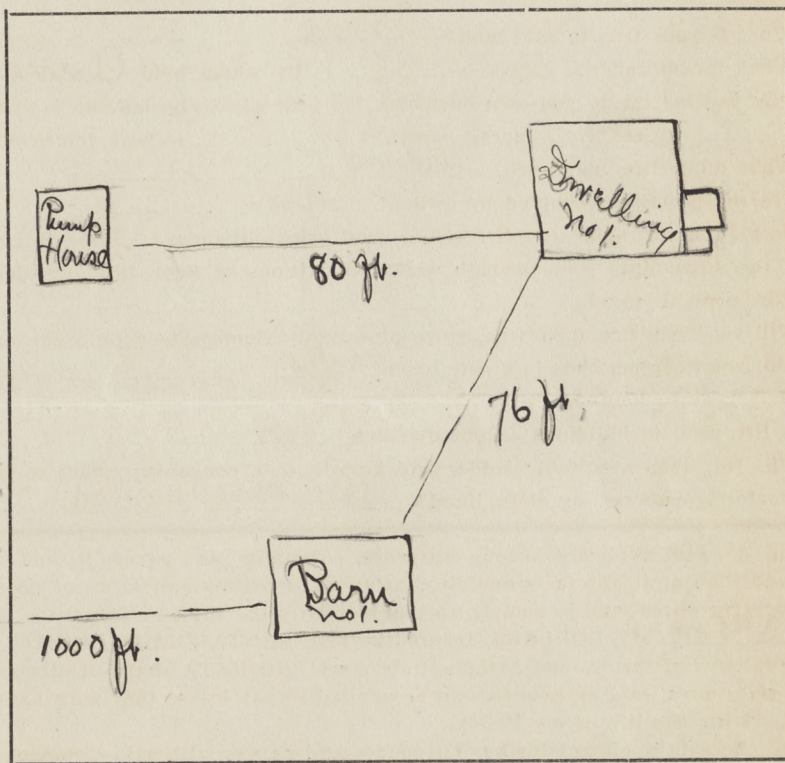 Pump
House
Dwelling
No 1.
80 ft.
76 ft.
Barn
No 1.
1000 ft.